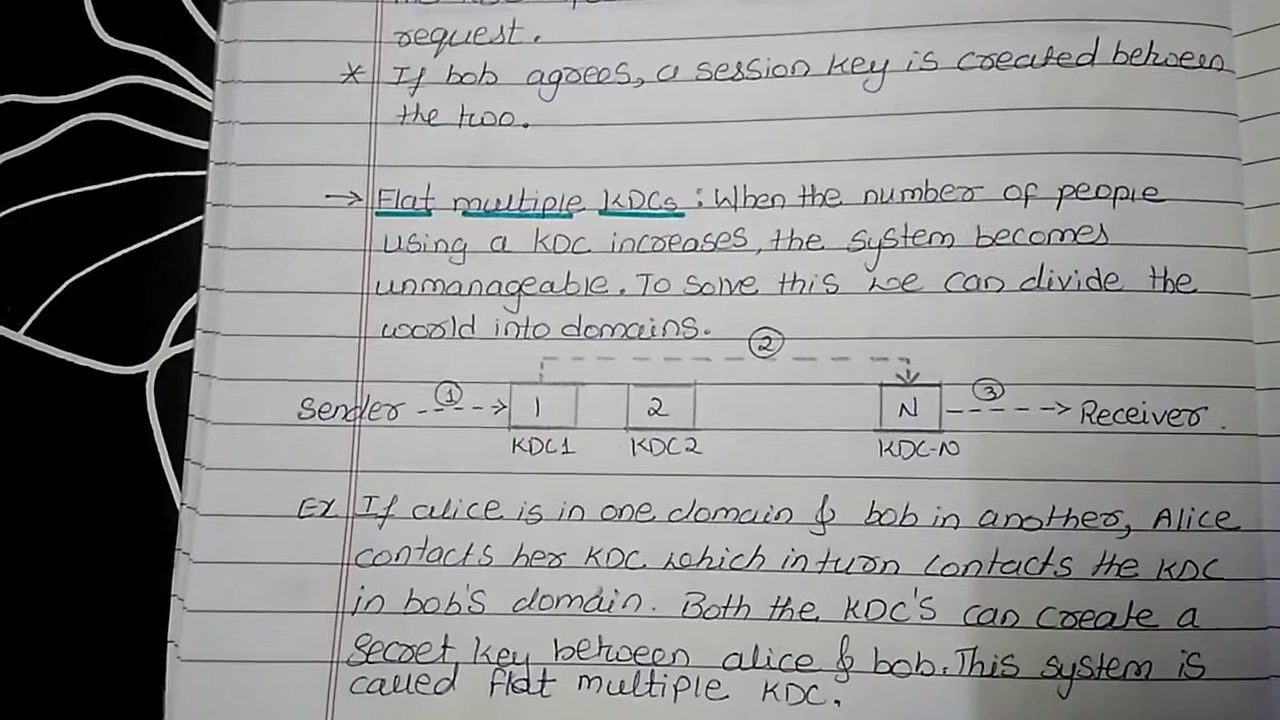 request.
* If bob agrees, a session key is created between
the two.
→ Flat multiple KDCs : When the number of people
using a KDC increases, the system becomes
unmanageable. To solve this we can divide the
world into domains.
2
Sender 1 1 2 N 3 Receiver.
KDC1 KDC2 KDC-N
Ex If alice is in one domain & bob in another, Alice
contacts her KDC which inturn contacts the KDC
in bob's domain. Both the KDC's can create a
secret key between alice & bob. This system is
called flat multiple KDC.